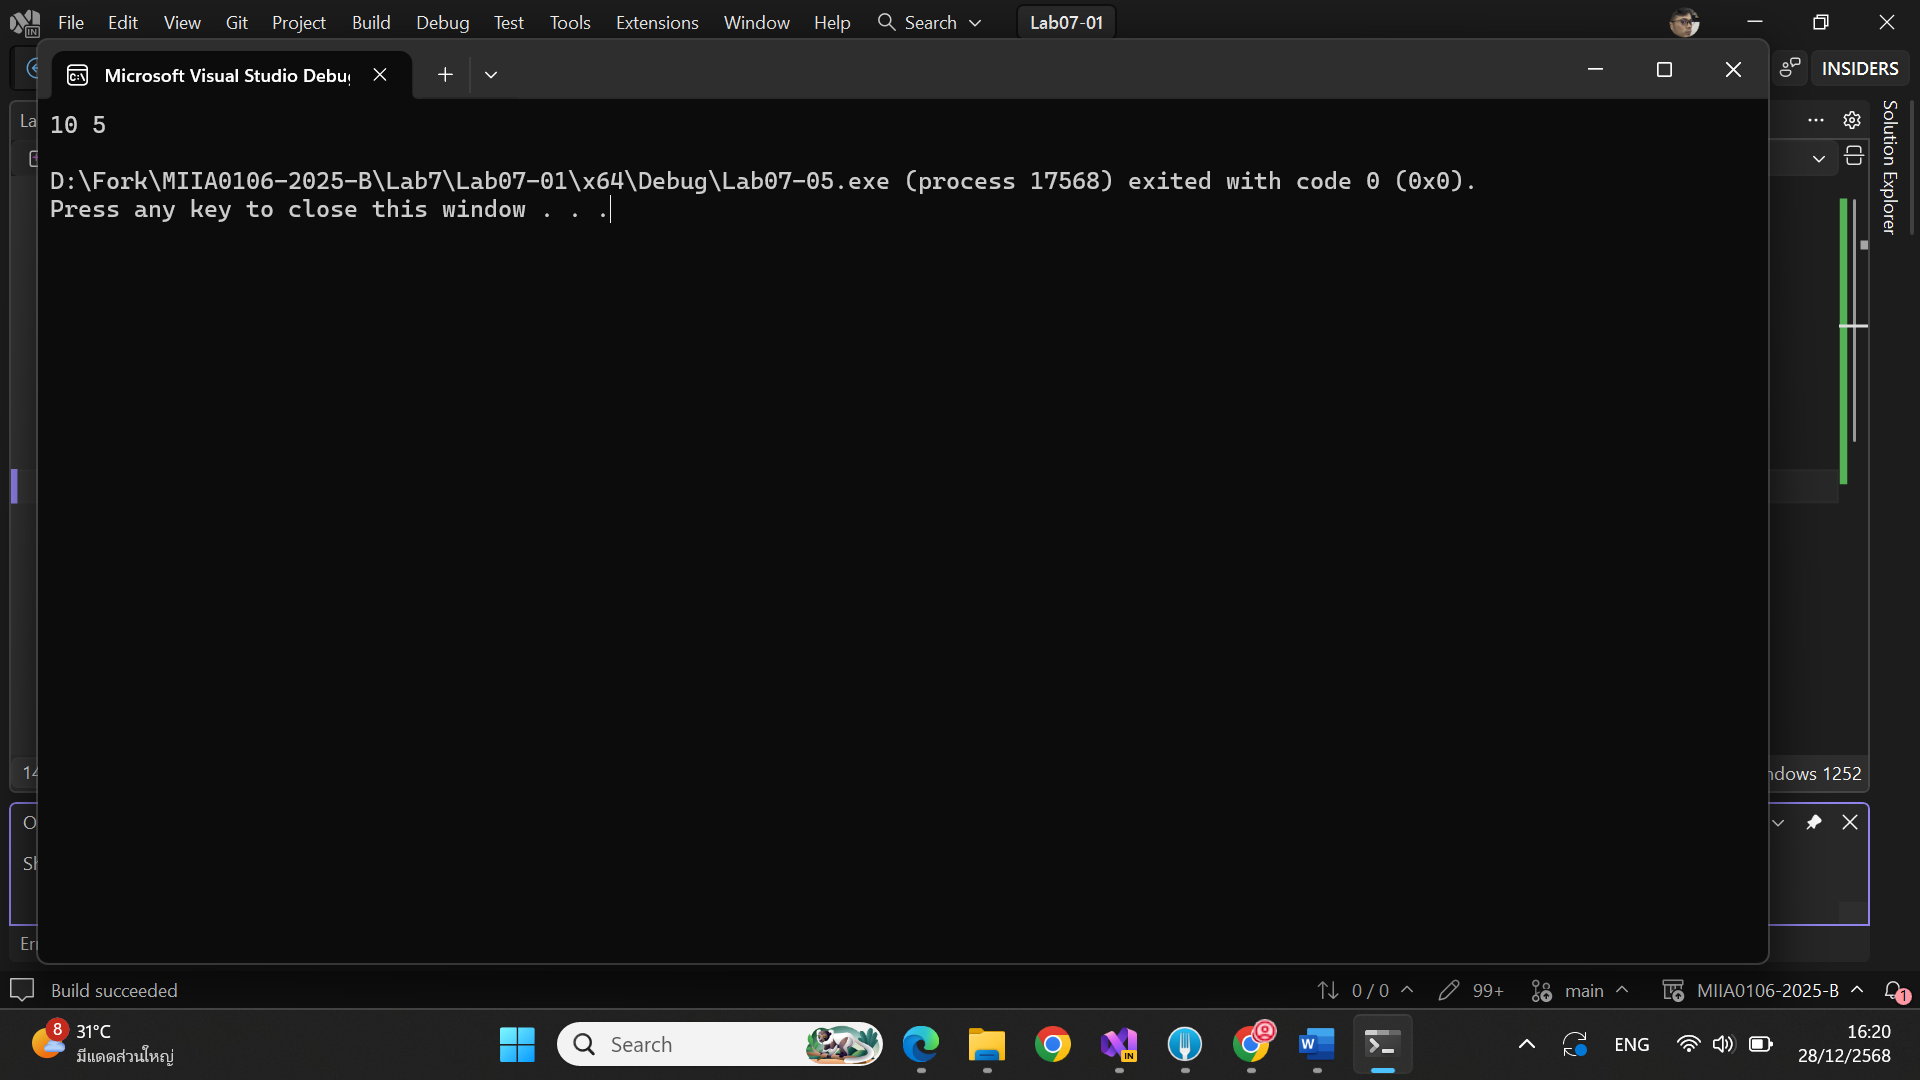 File Edit View Git Project Build Debug Test Tools Extensions Window Help Search Lab07-01
Microsoft Visual Studio Debu
INSIDERS
10 5
D:\Fork\MIIA0106-2025-B\Lab7\Lab07-01\x64\Debug\Lab07-05.exe (process 17568) exited with code 0 (0x0).
Press any key to close this window . . .
Solution Explorer
1252
Build succeeded
0 / 0 99+ main MIIA0106-2025-B 1
8 31°C
มีแดดส่วนใหญ่
Search
IN
ENG
16:20
28/12/2568